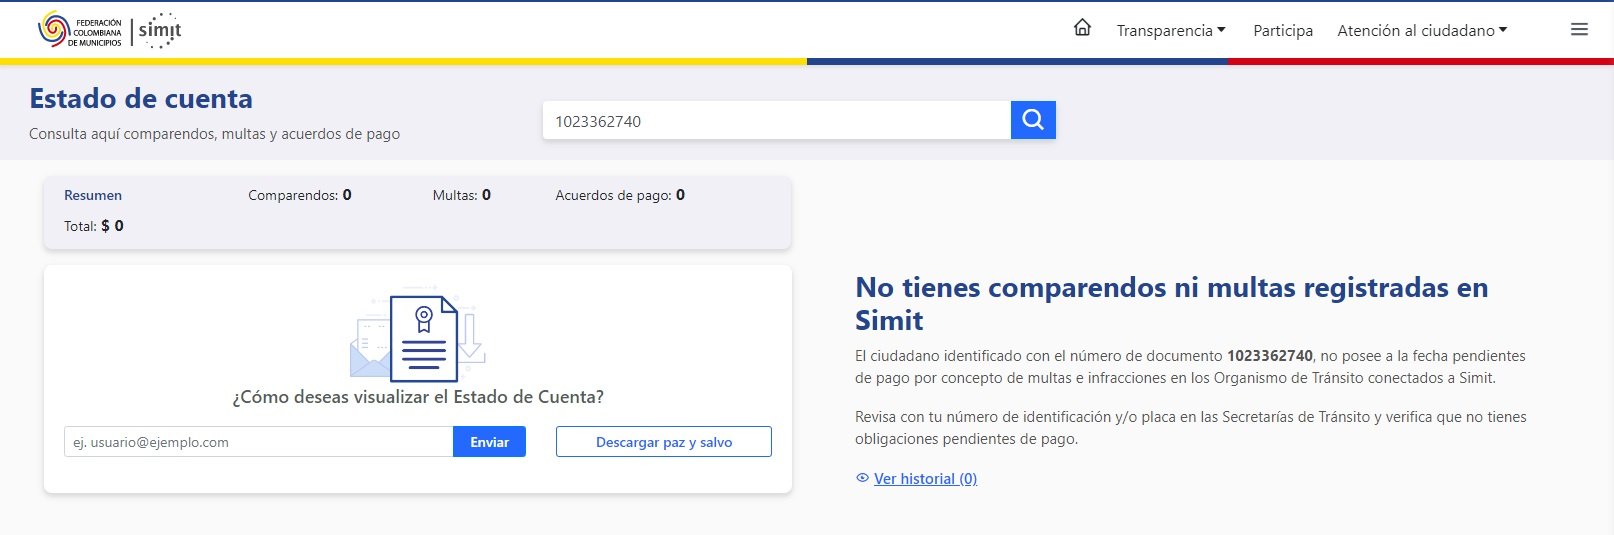 FEDERACIÓN
COLOMBIANA
DE MUNICIPIOS
simit
Transparencia
Participa
Atención al ciudadano
Estado de cuenta
Consulta aquí comparendos, multas y acuerdos de pago
1023362740
Resumen
Comparendos: 0
Multas: 0
Acuerdos de pago: 0
Total: $ 0
¿Cómo deseas visualizar el Estado de Cuenta?
ej. usuario@ejemplo.com
Enviar
Descargar paz y salvo
No tienes comparendos ni multas registradas en
Simit
El ciudadano identificado con el número de documento 1023362740, no posee a la fecha pendientes
de pago por concepto de multas e infracciones en los Organismo de Tránsito conectados a Simit.
Revisa con tu número de identificación y/o placa en las Secretarías de Tránsito y verifica que no tienes
obligaciones pendientes de pago.
Ver historial (0)